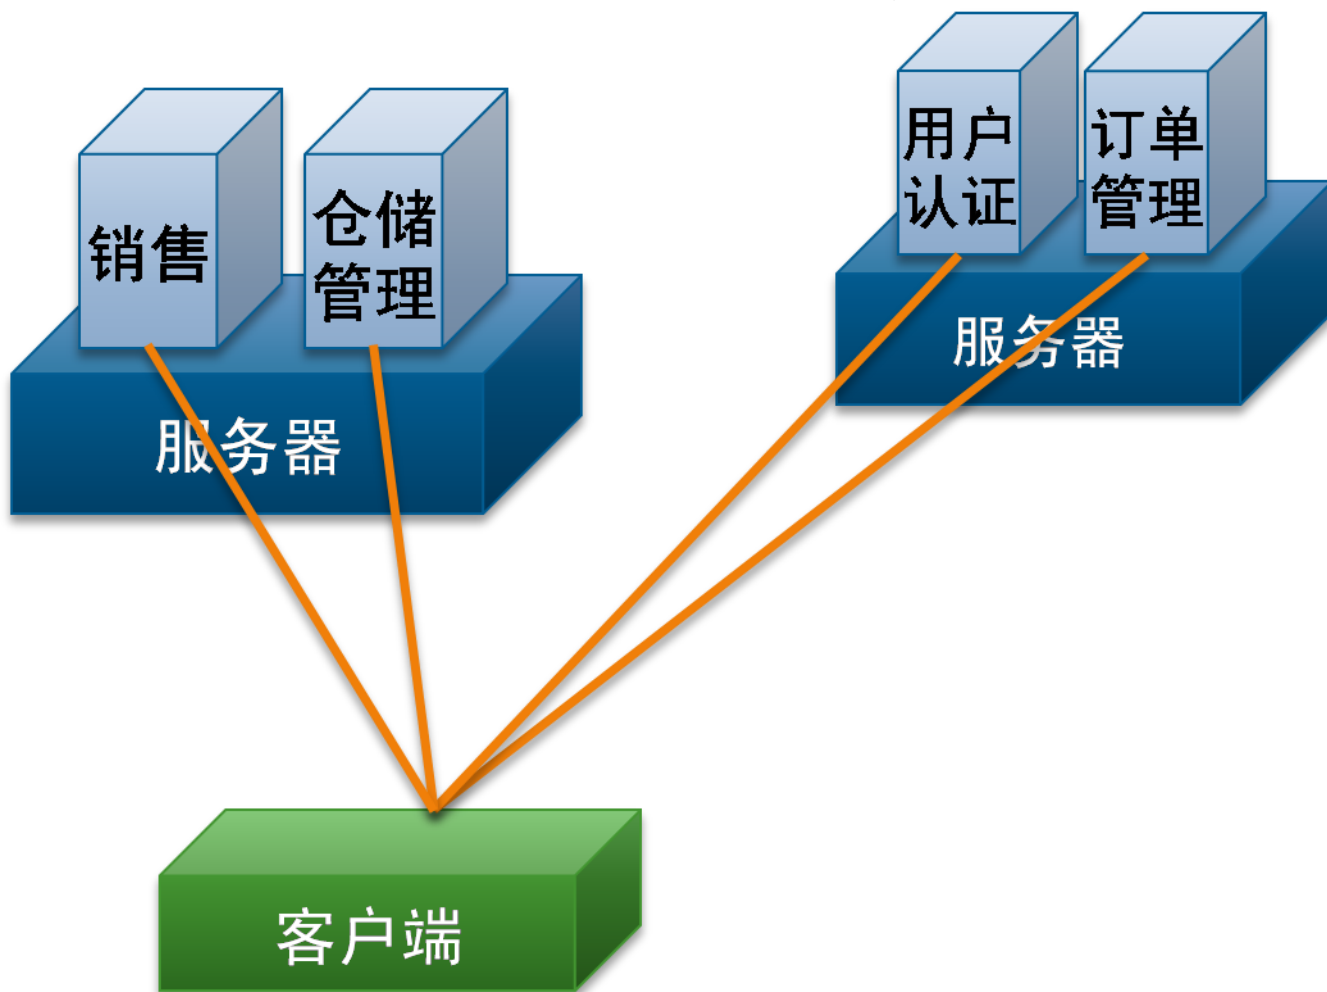 销售
仓储
管理
服务器
用户
认证
订单
管理
服务器
客户端